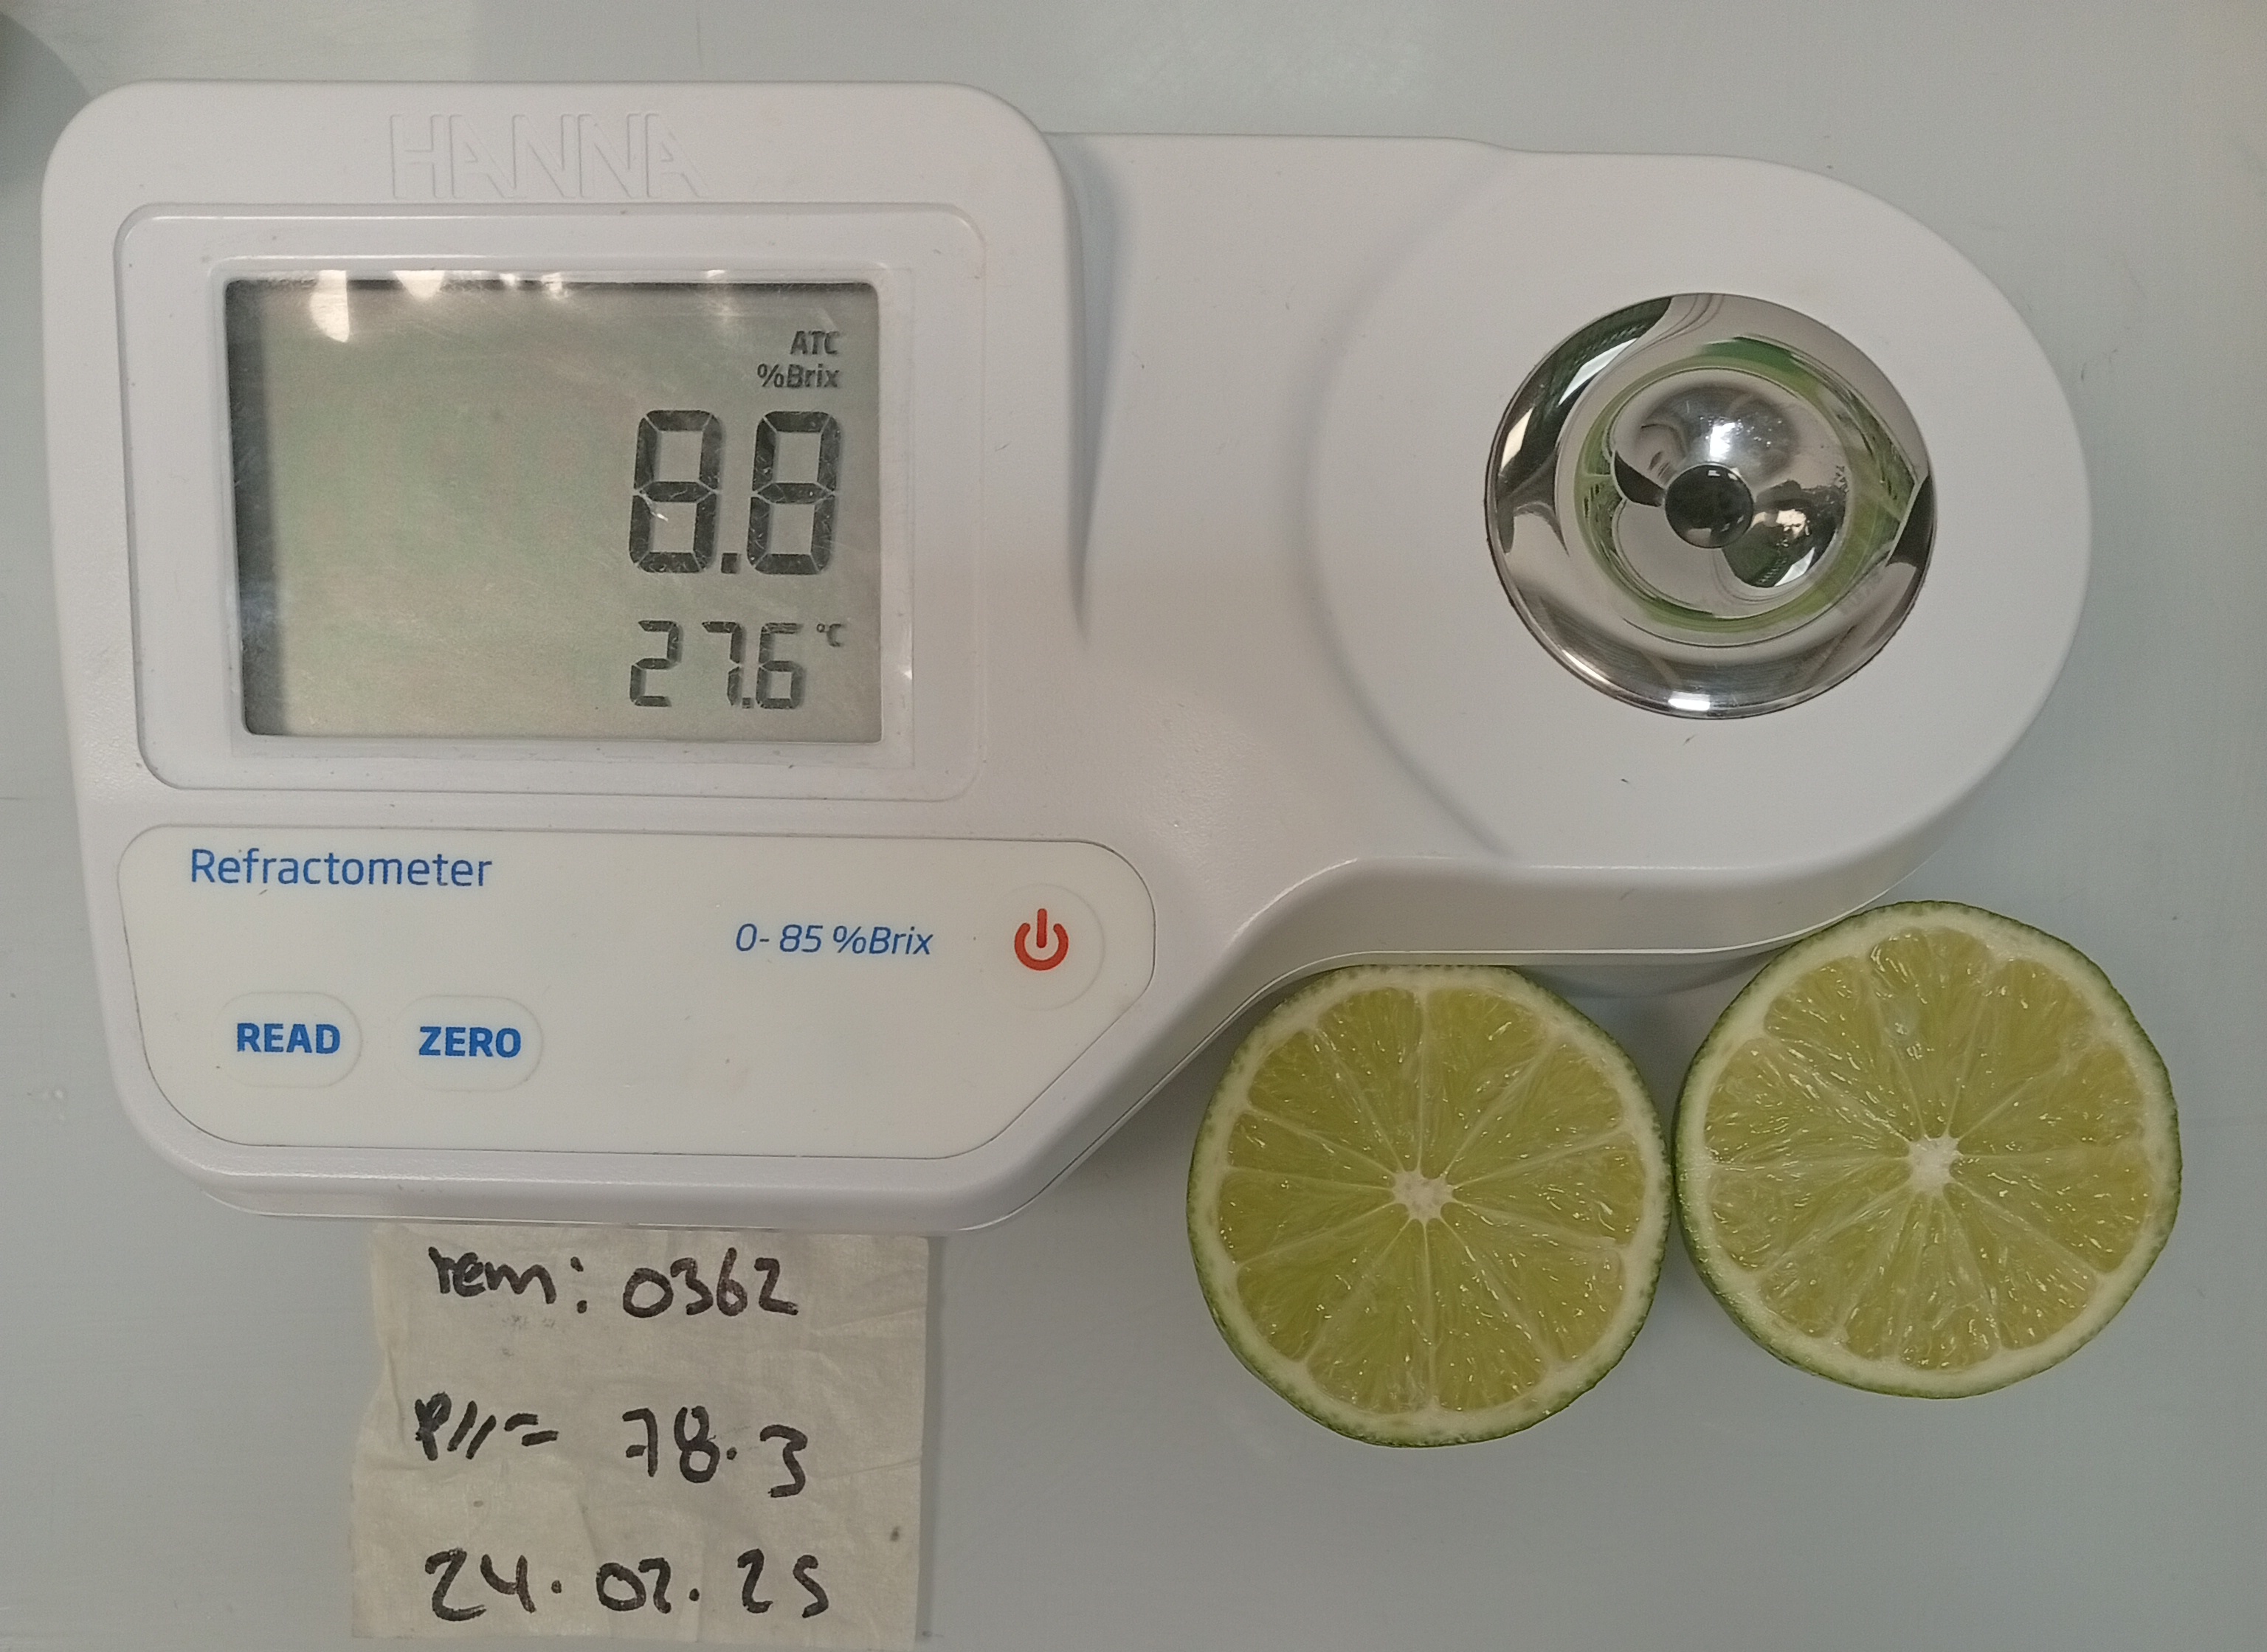 HANNA
ATC
%Brix
8.8
27.6 °C
Refractometer
0- 85 %Brix
READ ZERO
rem: 0362
78.3
24.02.25